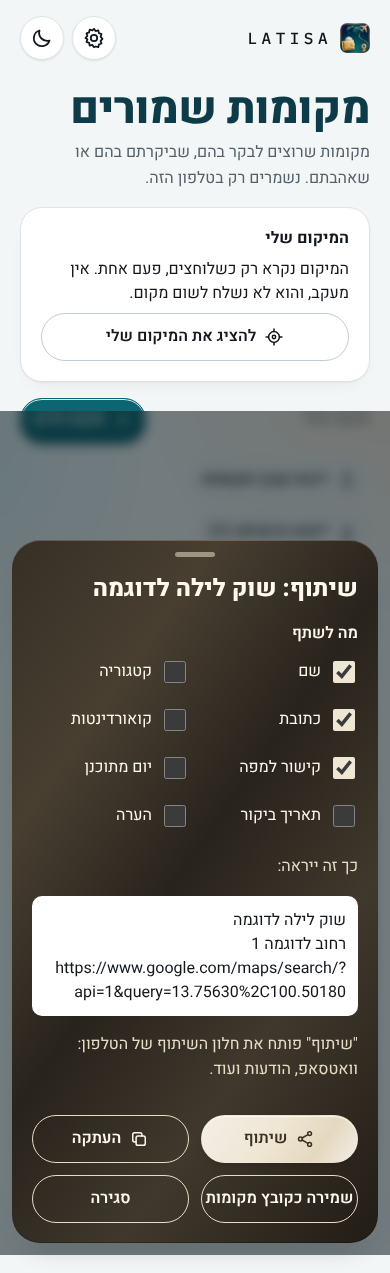 LATISA
מקומות שמורים
מקומות שרוצים לבקר בהם, שביקרתם בהם או
שאהבתם. נשמרים רק בטלפון הזה.
המיקום שלי
המיקום נקרא רק כשלוחצים, פעם אחת. אין
מעקב, והוא לא נשלח לשום מקום.
להציג את המיקום שלי
שיתוף: שוק לילה לדוגמה
מה לשתף
שם
קטגוריה
כתובת
קואורדינטות
קישור למפה
יום מתוכנן
תאריך ביקור
הערה
כך זה ייראה:
שוק לילה לדוגמה
רחוב לדוגמה 1
https://www.google.com/maps/search/?
api=1&query=13.75630%2C100.50180
"שיתוף" פותח את חלון השיתוף של הטלפון:
וואטסאפ, הודעות ועוד.
שיתוף
העתקה
שמירה כקובץ מקומות
סגירה